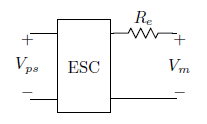 R_e
+ +
V_ps ESC V_m
− −